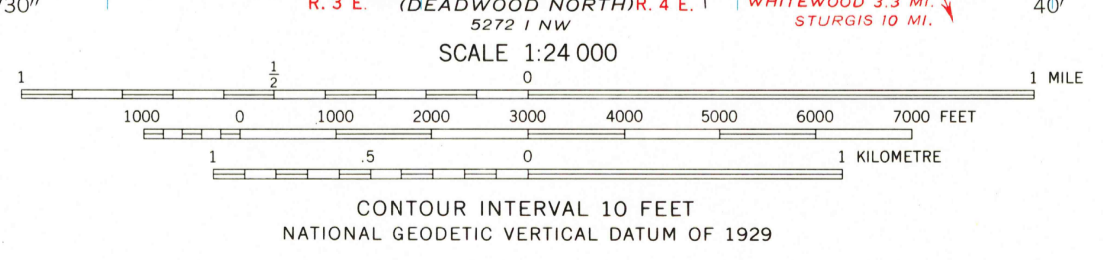 '30" R. 3 E. (DEADWOOD NORTH) R. 4 E. WHITEWOOD 3.3 MI. 40'
5272 I NW STURGIS 10 MI.
SCALE 1:24 000
1 1/2 0 1 MILE
1000 0 1000 2000 3000 4000 5000 6000 7000 FEET
1 .5 0 1 KILOMETRE
CONTOUR INTERVAL 10 FEET
NATIONAL GEODETIC VERTICAL DATUM OF 1929